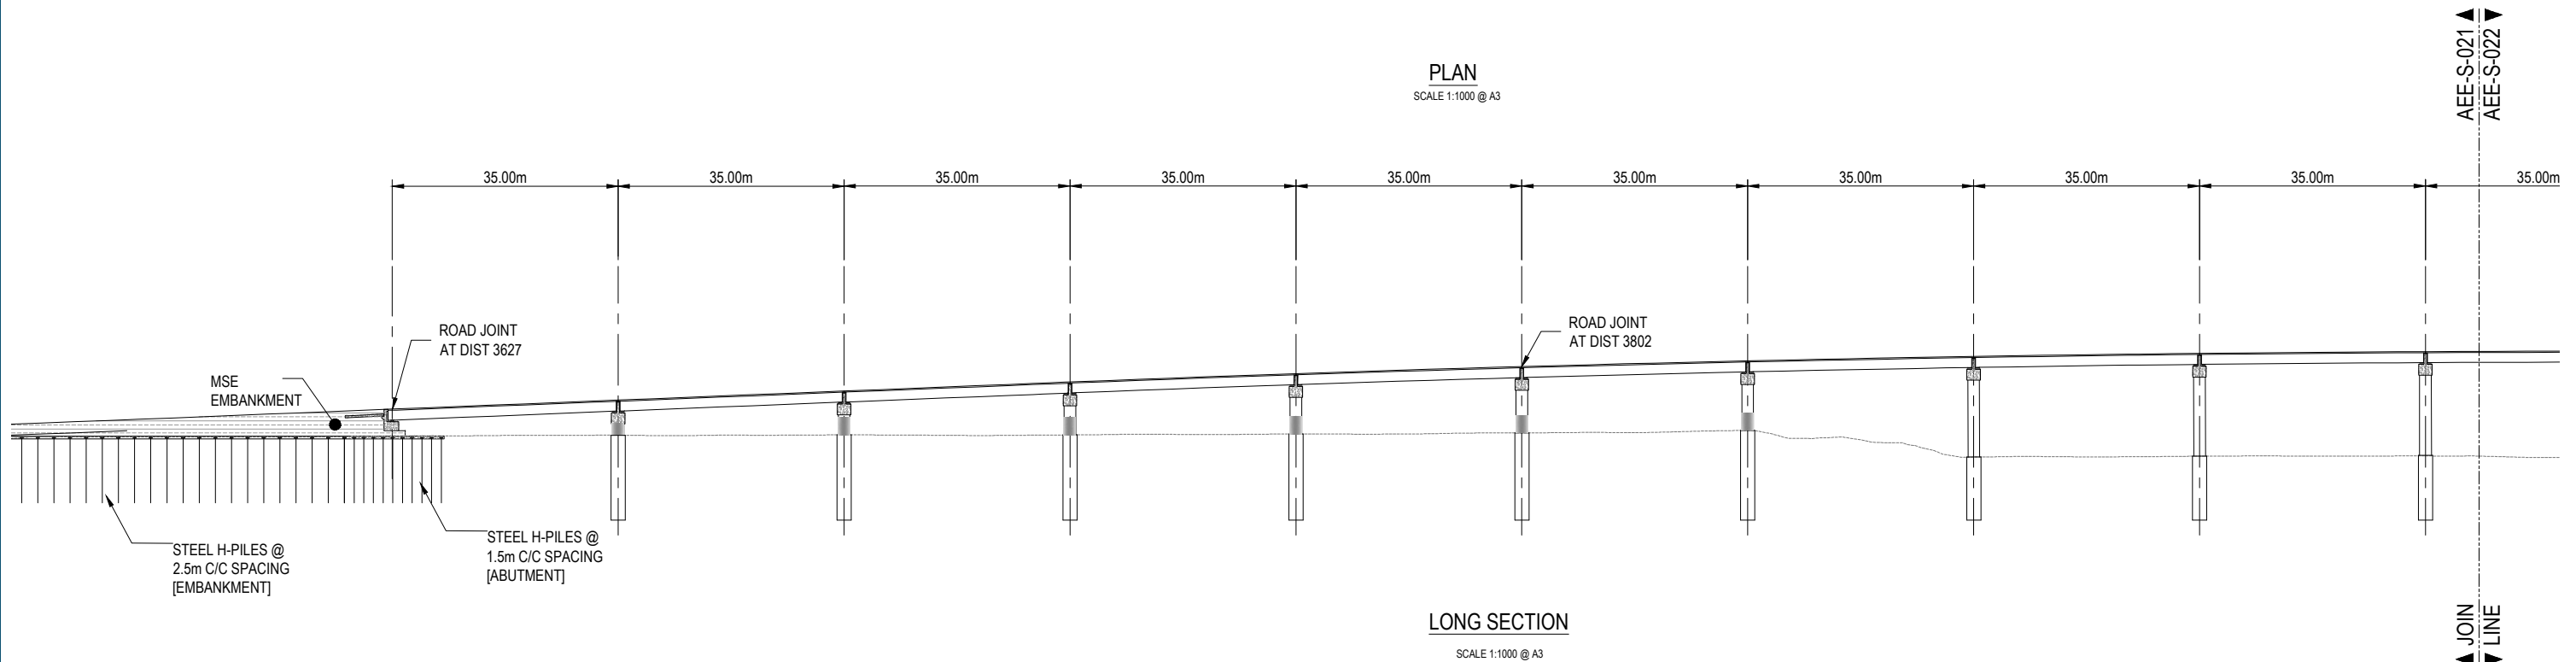 PLAN
SCALE 1:1000 @ A3
AEE-S-021
AEE-S-022
35.00m
35.00m
35.00m
35.00m
35.00m
35.00m
35.00m
35.00m
35.00m
35.00m
ROAD JOINT
AT DIST 3627
ROAD JOINT
AT DIST 3802
MSE
EMBANKMENT
STEEL H-PILES @
2.5m C/C SPACING
[EMBANKMENT]
STEEL H-PILES @
1.5m C/C SPACING
[ABUTMENT]
LONG SECTION
SCALE 1:1000 @ A3
JOIN
LINE